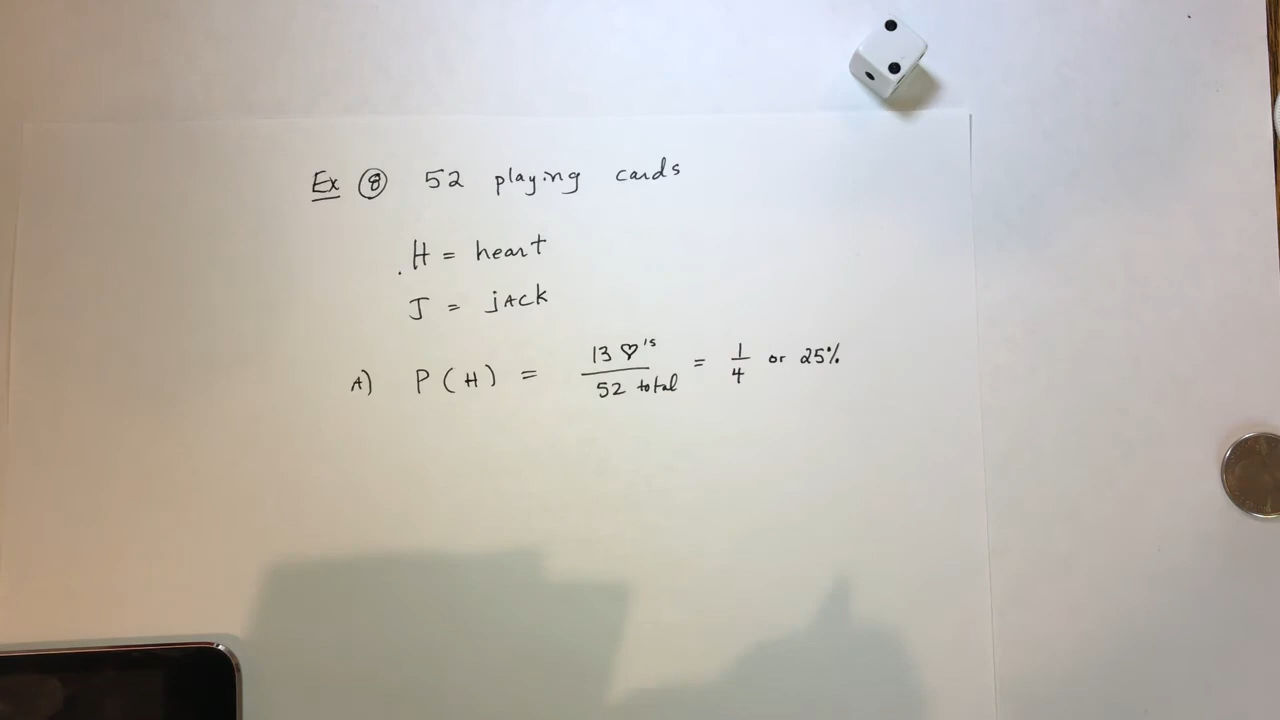 Ex ⑧ 52 playing cards
H = heart
J = jAck
A) P(H) = 13 ♡'s / 52 total = 1/4 or 25%